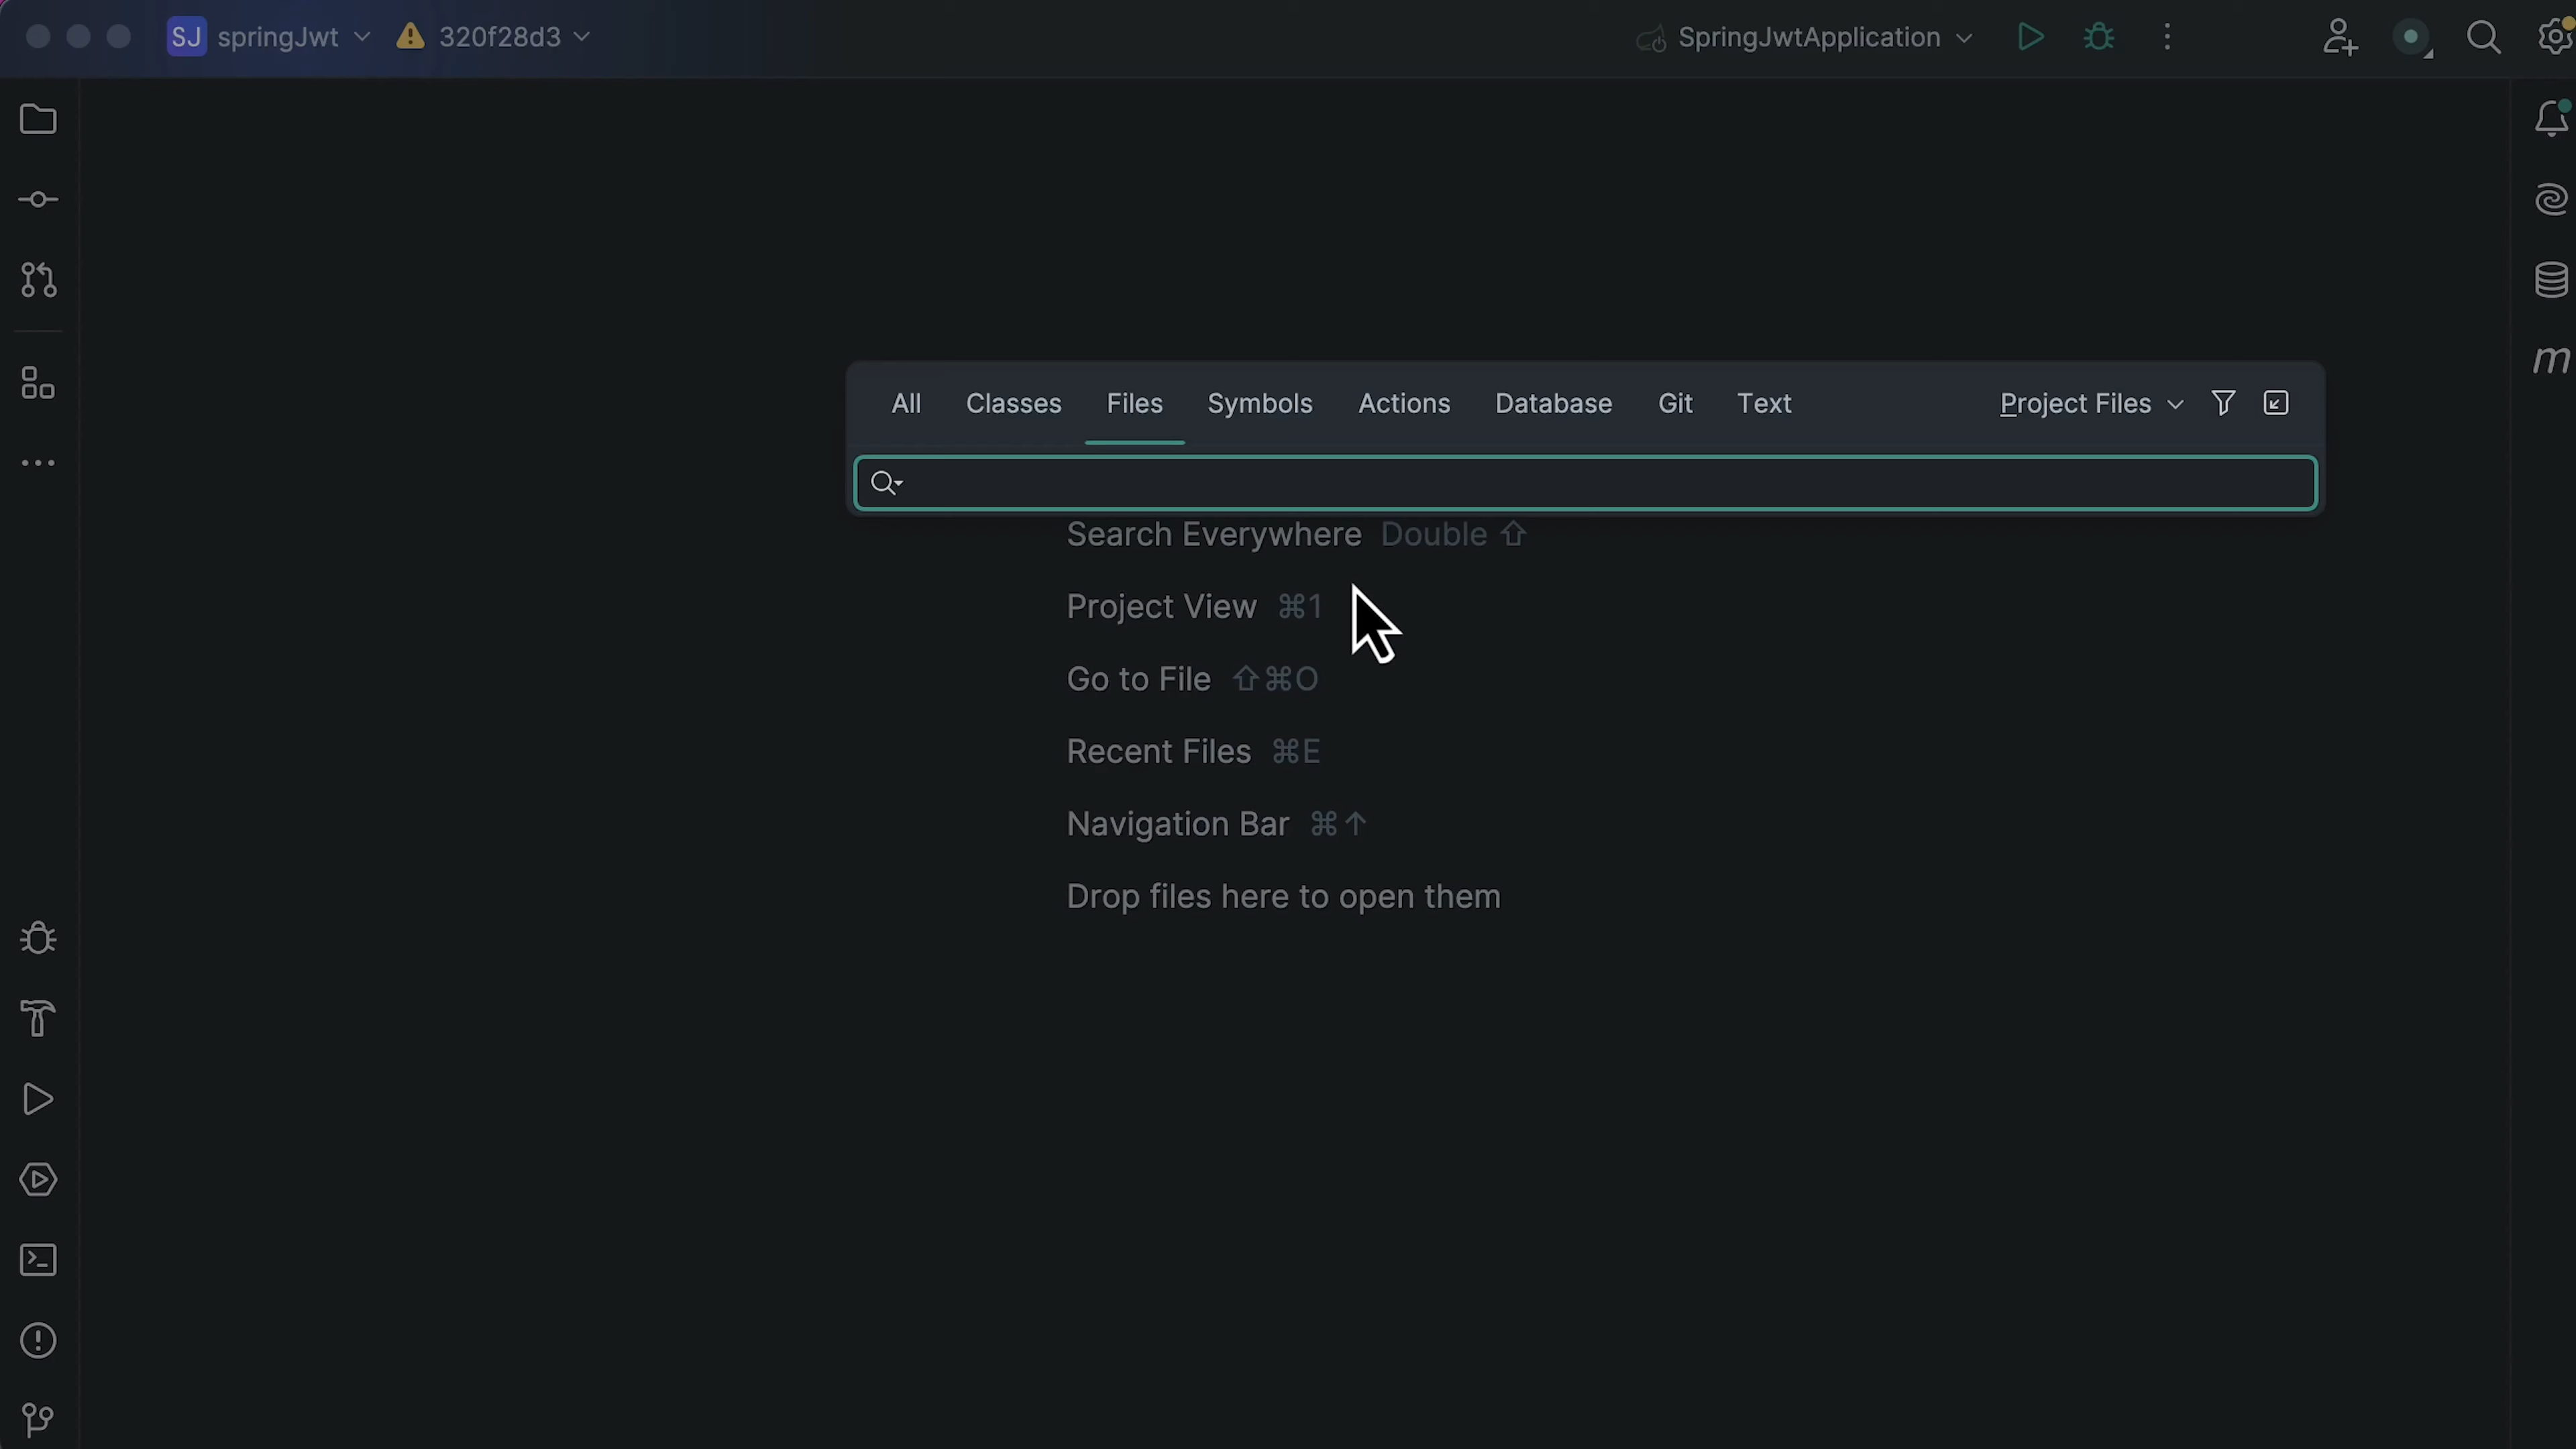 SJ springJwt 320f28d3 SpringJwtApplication
All Classes Files Symbols Actions Database Git Text Project Files
Search Everywhere Double ⇧
Project View ⌘1
Go to File ⇧⌘O
Recent Files ⌘E
Navigation Bar ⌘↑
Drop files here to open them
m